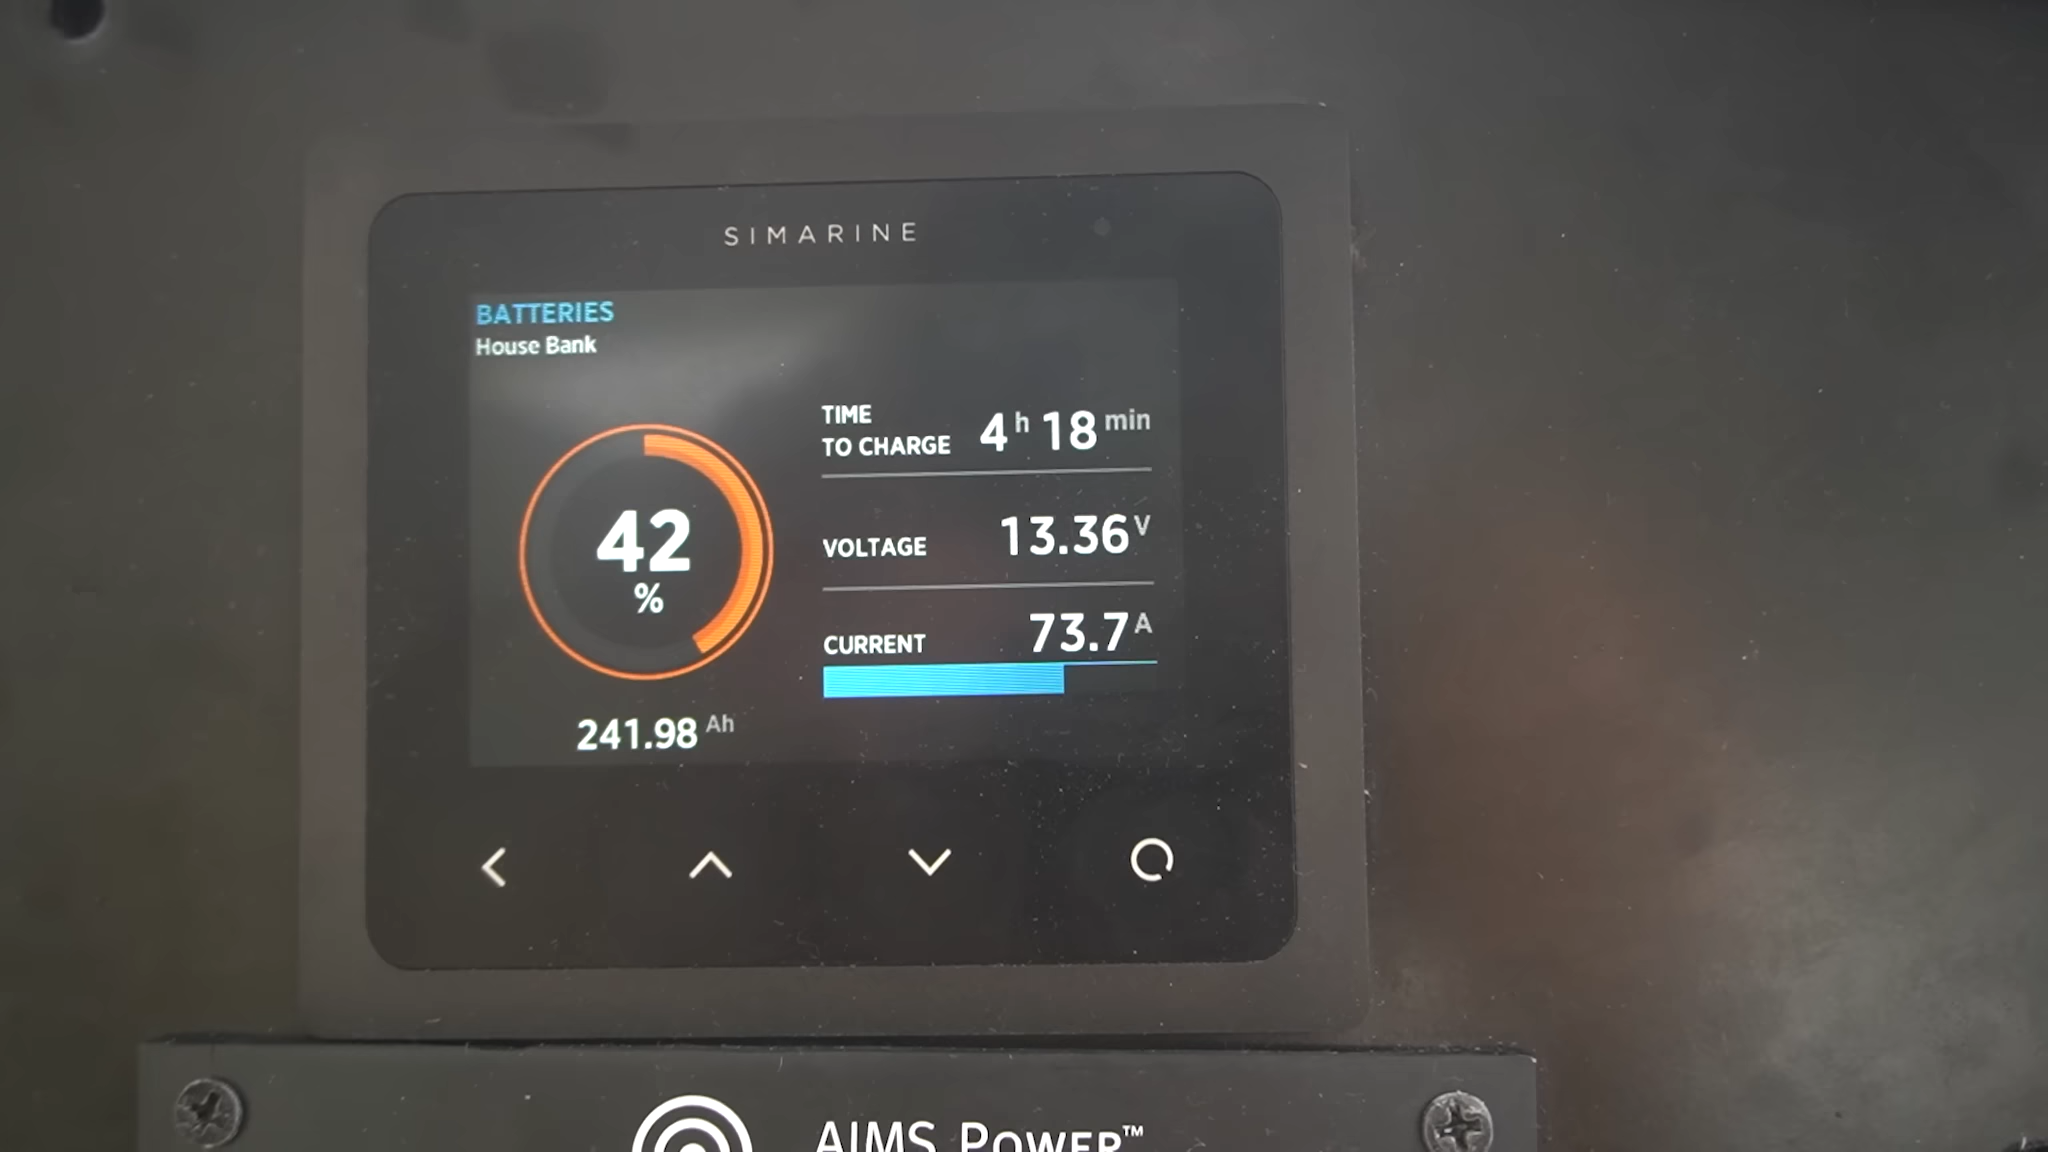 SIMARINE
BATTERIES
House Bank
TIME
TO CHARGE 4 h 18 min
VOLTAGE 13.36 V
CURRENT 73.7 A
42
%
241.98 Ah
AIMS POWER™